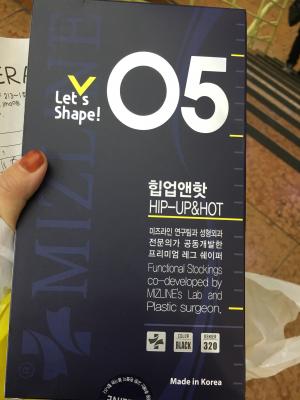 05
Let's
Shape!
MIZLINE
힙업앤핫
HIP-UP&HOT
미즈라인 연구팀과 성형외과
전문의가 공동개발한
프리미엄 레그 쉐이퍼
Functional Stockings
co-developed by
MIZLINE's Lab and
Plastic surgeon.
COLOR
BLACK
DENIER
320
Made in Korea